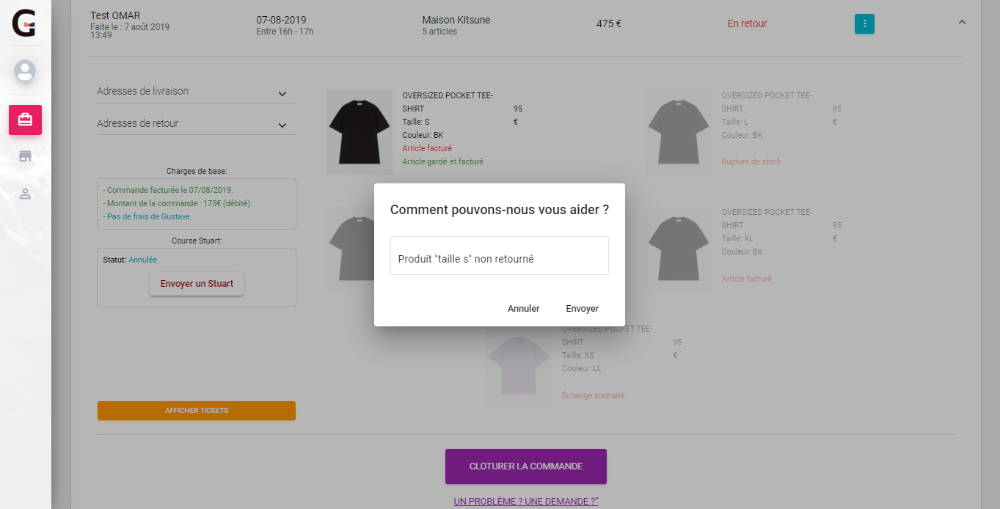 G
Test OMAR
Faite le : 7 août 2019
13:49
07-08-2019
Entre 16h - 17h
Maison Kitsune
5 articles
475 €
En retour
Adresses de livraison
Adresses de retour
Charges de base:
- Commande facturée le 07/08/2019.
- Montant de la commande : 175€ (débité).
- Pas de frais de Gustave.
Course Stuart:
Statut: Annulée
Envoyer un Stuart
AFFICHER TICKETS
OVERSIZED POCKET TEE-
SHIRT
95
Taille: S
€
Couleur: BK
Article facturé
Article gardé et facturé
OVERSIZED POCKET TEE-
SHIRT
95
Taille: L
€
Couleur: BK
Rupture de stock
Comment pouvons-nous vous aider ?
Produit "taille s" non retourné
Annuler
Envoyer
OVERSIZED POCKET TEE-
SHIRT
95
Taille: XL
€
Couleur: BK
Article facturé
OVERSIZED POCKET TEE-
SHIRT
95
Taille: XS
€
Couleur: LL
Échange souhaité
CLOTURER LA COMMANDE
UN PROBLÈME ? UNE DEMANDE ?"